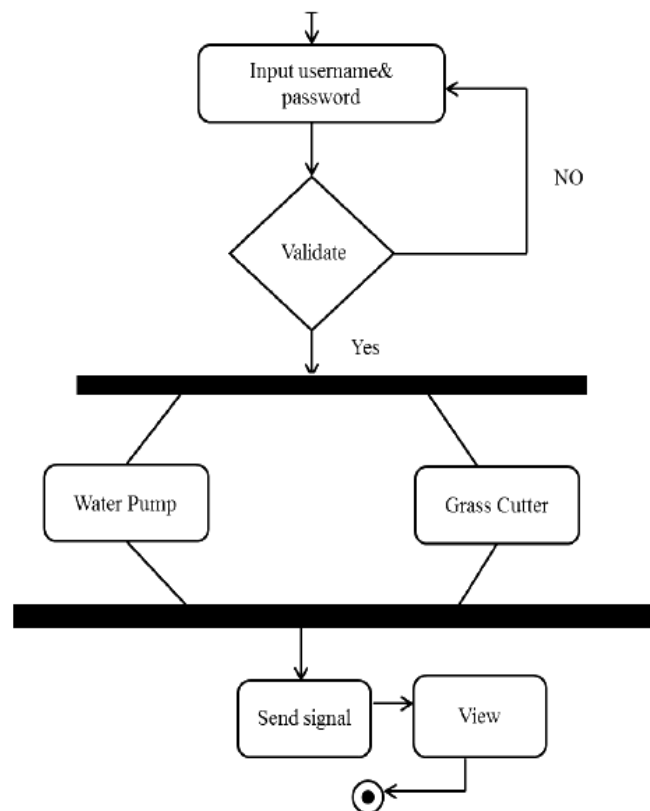 Input username&
password
NO
Validate
Yes
Water Pump
Grass Cutter
Send signal
View